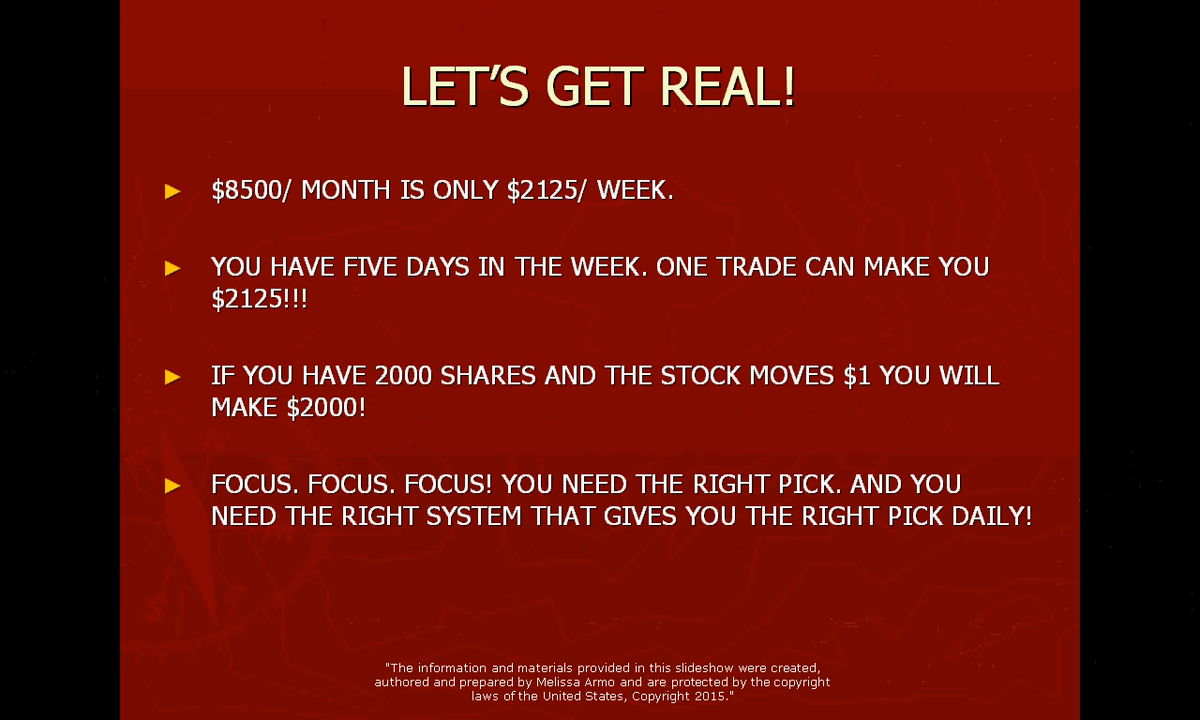 LET'S GET REAL!
► $8500/ MONTH IS ONLY $2125/ WEEK.
► YOU HAVE FIVE DAYS IN THE WEEK. ONE TRADE CAN MAKE YOU
$2125!!!
► IF YOU HAVE 2000 SHARES AND THE STOCK MOVES $1 YOU WILL
MAKE $2000!
► FOCUS. FOCUS. FOCUS! YOU NEED THE RIGHT PICK. AND YOU
NEED THE RIGHT SYSTEM THAT GIVES YOU THE RIGHT PICK DAILY!
"The information and materials provided in this slideshow were created,
authored and prepared by Melissa Armo and are protected by the copyright
laws of the United States, Copyright 2015."